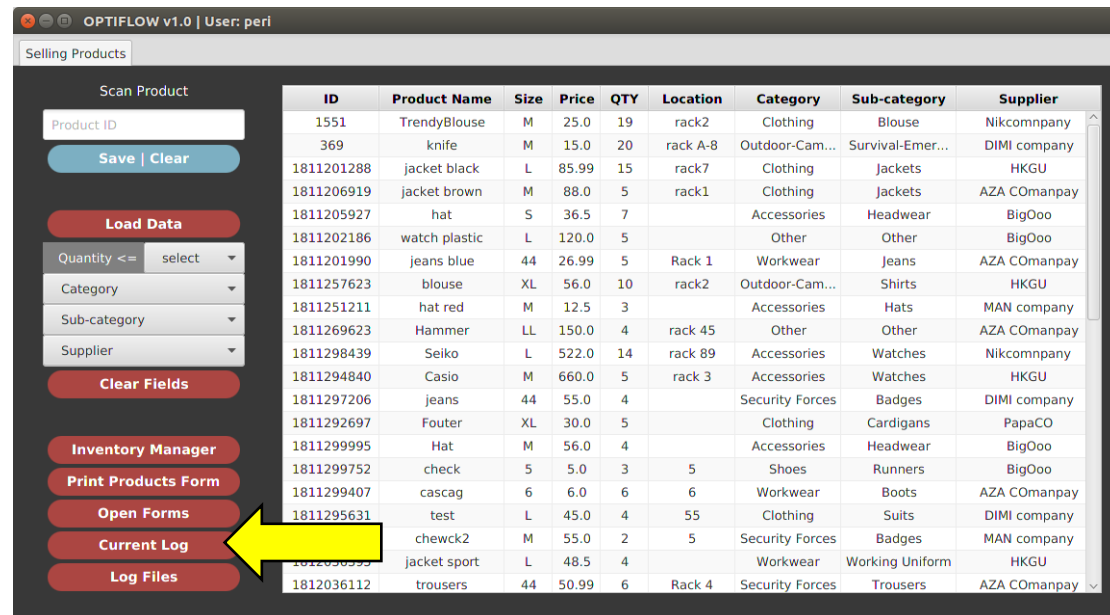 OPTIFLOW v1.0 | User: peri
Selling Products
Scan Product
Product ID
Save | Clear
Load Data
Quantity <= select
Category
Sub-category
Supplier
Clear Fields
Inventory Manager
Print Products Form
Open Forms
Current Log
Log Files
ID Product Name Size Price QTY Location Category Sub-category Supplier
1551 TrendyBlouse M 25.0 19 rack2 Clothing Blouse Nikcomnpany
369 knife M 15.0 20 rack A-8 Outdoor-Cam... Survival-Emer... DIMI company
1811201288 jacket black L 85.99 15 rack7 Clothing Jackets HKGU
1811206919 jacket brown M 88.0 5 rack1 Clothing Jackets AZA COmanpay
1811205927 hat S 36.5 7 Accessories Headwear BigOoo
1811202186 watch plastic L 120.0 5 Other Other BigOoo
1811201990 jeans blue 44 26.99 5 Rack 1 Workwear Jeans AZA COmanpay
1811257623 blouse XL 56.0 10 rack2 Outdoor-Cam... Shirts HKGU
1811251211 hat red M 12.5 3 Accessories Hats MAN company
1811269623 Hammer LL 150.0 4 rack 45 Other Other AZA COmanpay
1811298439 Seiko L 522.0 14 rack 89 Accessories Watches Nikcomnpany
1811294840 Casio M 660.0 5 rack 3 Accessories Watches HKGU
1811297206 jeans 44 55.0 4 Security Forces Badges DIMI company
1811292697 Fouter XL 30.0 5 Clothing Cardigans PapaCO
1811299995 Hat M 56.0 4 Accessories Headwear BigOoo
1811299752 check 5 5.0 3 5 Shoes Runners BigOoo
1811299407 cascag 6 6.0 6 6 Workwear Boots AZA COmanpay
1811295631 test L 45.0 4 55 Clothing Suits DIMI company
chewck2 M 55.0 2 5 Security Forces Badges MAN company
jacket sport L 48.5 4 Workwear Working Uniform HKGU
1812036112 trousers 44 50.99 6 Rack 4 Security Forces Trousers AZA COmanpay